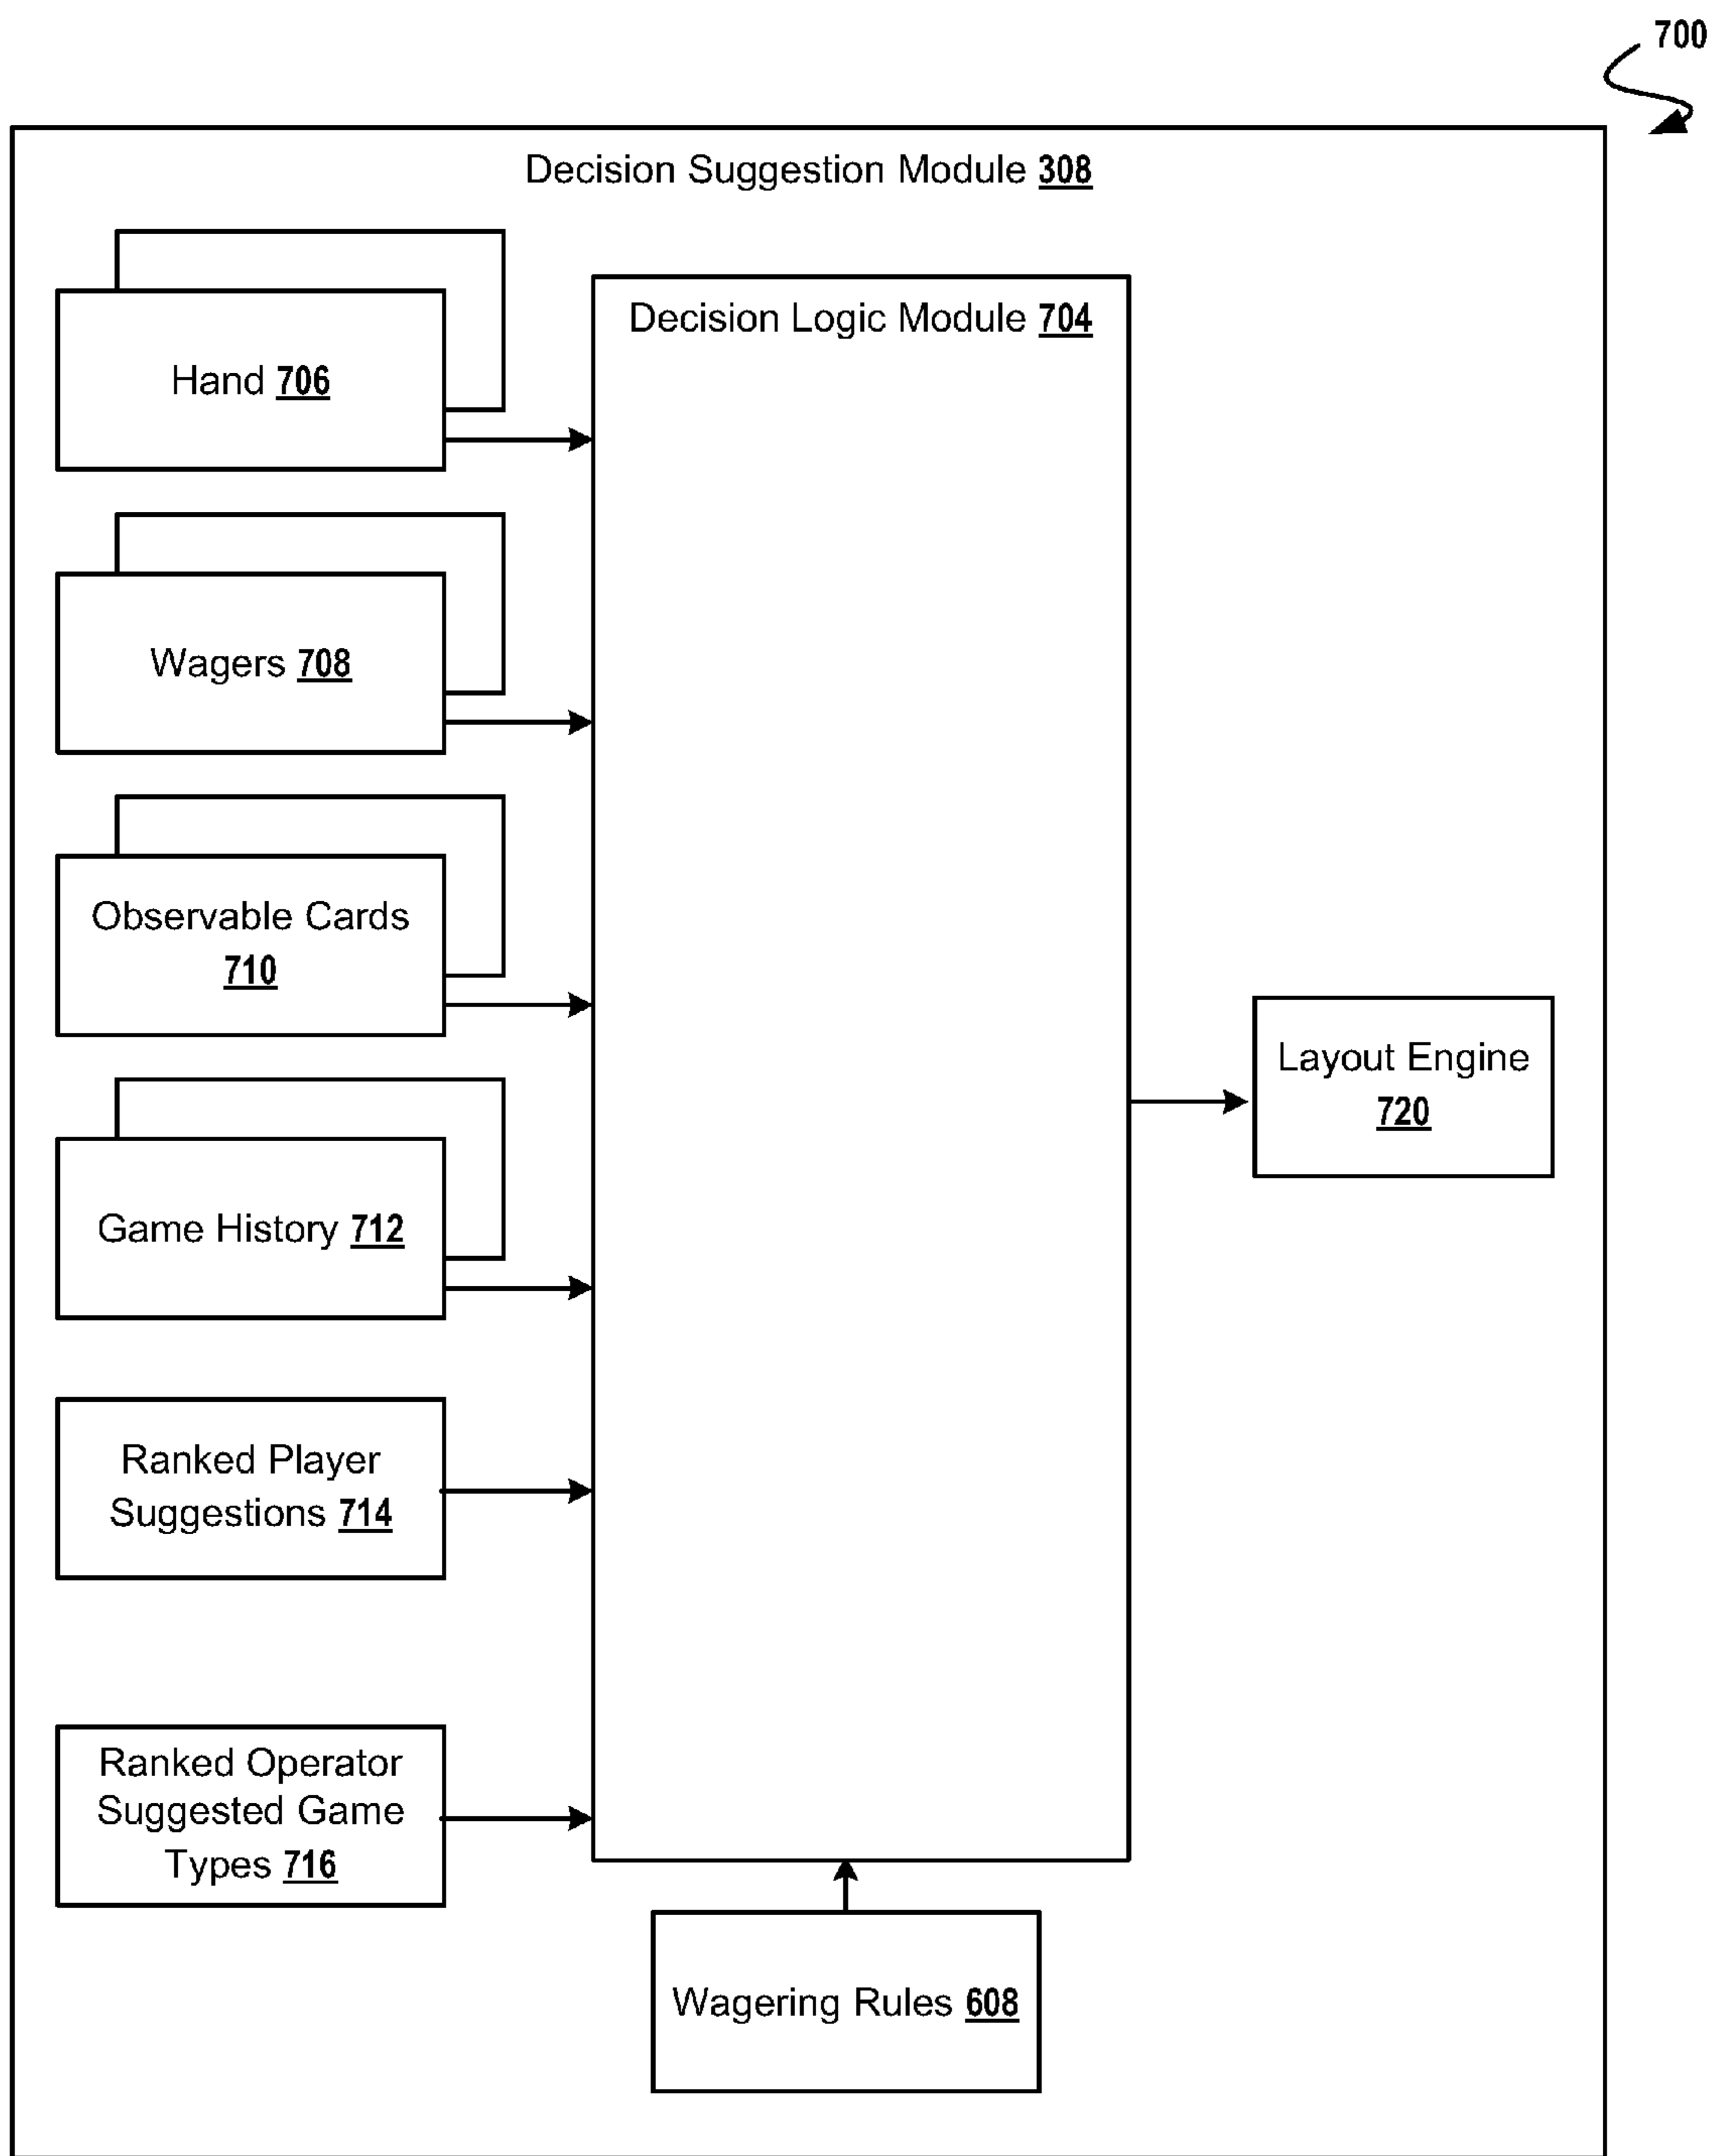 700
Decision Suggestion Module 308
Decision Logic Module 704
Hand 706
Wagers 708
Observable Cards
710
Game History 712
Ranked Player
Suggestions 714
Ranked Operator
Suggested Game
Types 716
Wagering Rules 608
Layout Engine
720